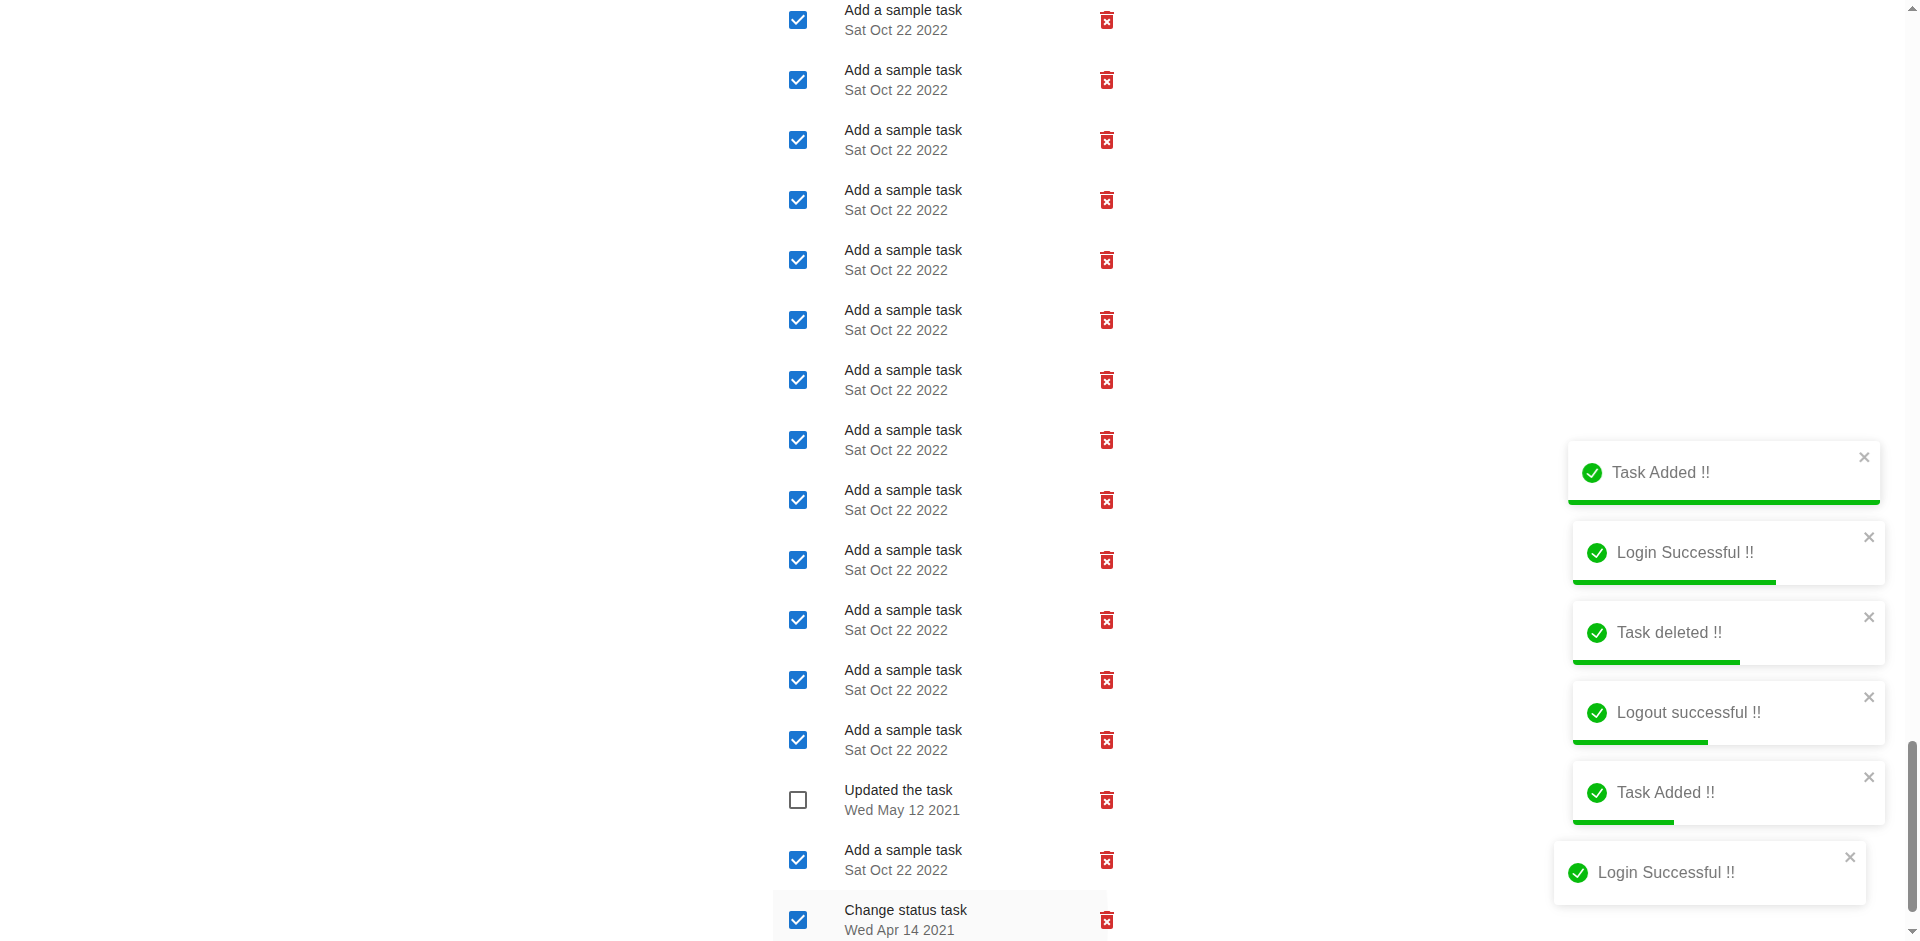 Add a sample task
Sat Oct 22 2022
Add a sample task
Sat Oct 22 2022
Add a sample task
Sat Oct 22 2022
Add a sample task
Sat Oct 22 2022
Add a sample task
Sat Oct 22 2022
Add a sample task
Sat Oct 22 2022
Add a sample task
Sat Oct 22 2022
Add a sample task
Sat Oct 22 2022
Add a sample task
Sat Oct 22 2022
Add a sample task
Sat Oct 22 2022
Add a sample task
Sat Oct 22 2022
Add a sample task
Sat Oct 22 2022
Add a sample task
Sat Oct 22 2022
Updated the task
Wed May 12 2021
Add a sample task
Sat Oct 22 2022
Change status task
Wed Apr 14 2021
Task Added !!
Login Successful !!
Task deleted !!
Logout successful !!
Task Added !!
Login Successful !!